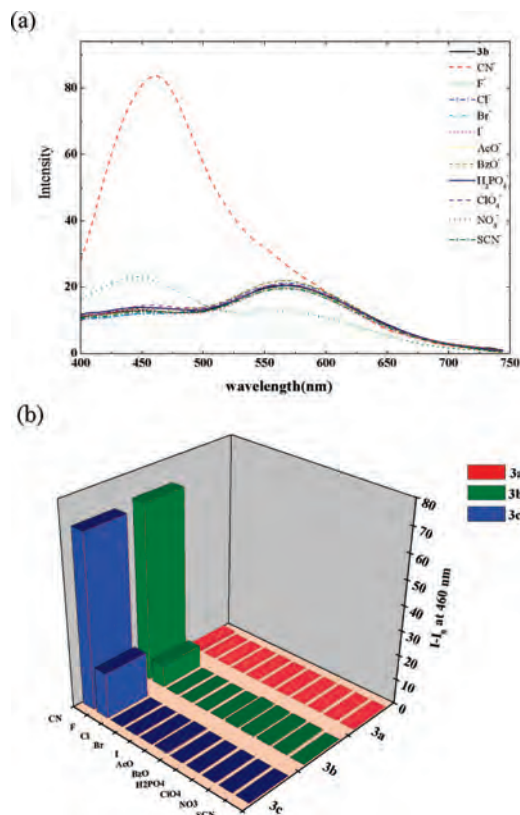 (a)
80
60
40
20
0
Intensity
400 450 500 550 600 650 700 750
wavelength(nm)
3b
CN⁻
F⁻
Cl⁻
Br⁻
I⁻
AcO⁻
BzO⁻
H₂PO₄⁻
ClO₄⁻
NO₃⁻
SCN⁻
(b)
3a
3b
3c
80
70
60
50
40
30
20
10
0
I-I₀ at 460 nm
CN
F
Cl
Br
I
AcO
BzO
H2PO4
ClO4
NO3
SCN
3c
3b
3a